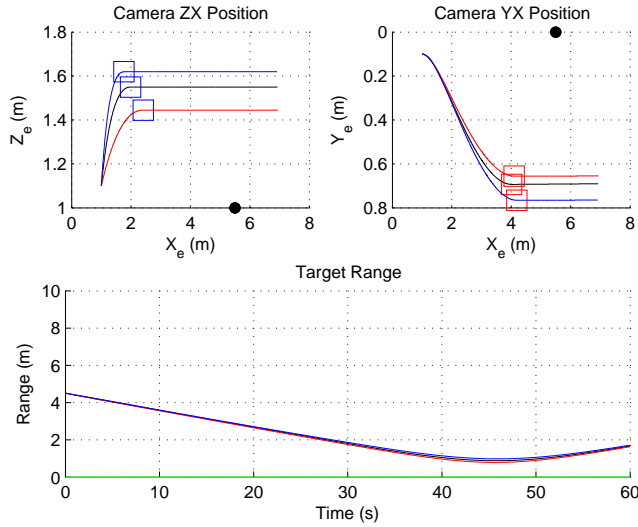 Camera ZX Position
1.8
1.6
1.4
1.2
1
Z_e (m)
0 2 4 6 8
X_e (m)
Camera YX Position
0
0.2
0.4
0.6
0.8
Y_e (m)
0 2 4 6 8
X_e (m)
Target Range
10
8
6
4
2
0
Range (m)
0 10 20 30 40 50 60
Time (s)